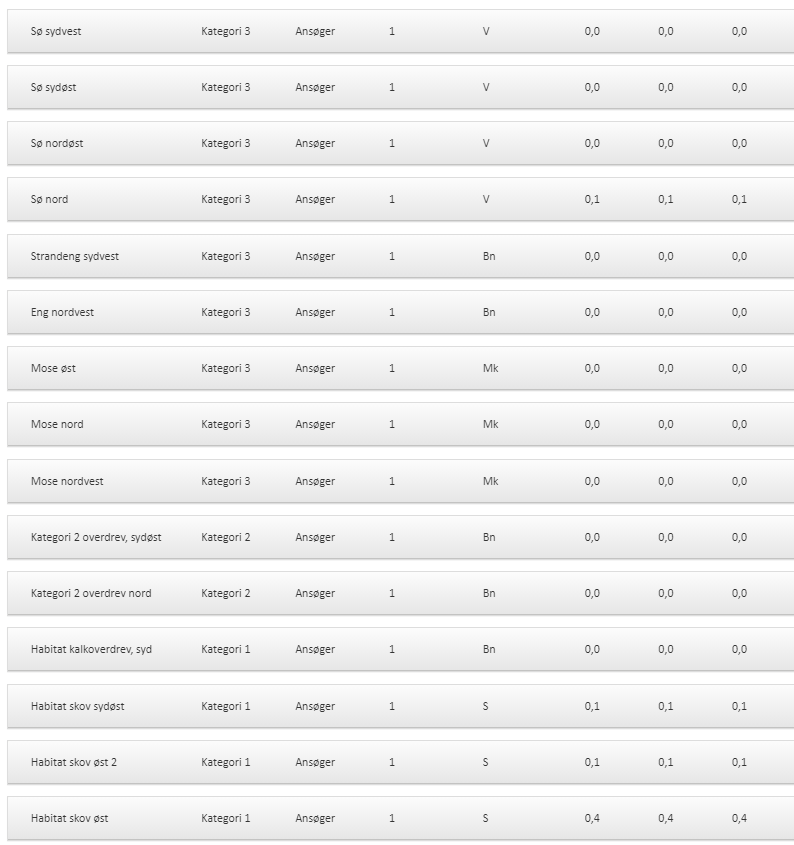 Sø sydvest Kategori 3 Ansøger 1 V 0,0 0,0 0,0
Sø sydøst Kategori 3 Ansøger 1 V 0,0 0,0 0,0
Sø nordøst Kategori 3 Ansøger 1 V 0,0 0,0 0,0
Sø nord Kategori 3 Ansøger 1 V 0,1 0,1 0,1
Strandeng sydvest Kategori 3 Ansøger 1 Bn 0,0 0,0 0,0
Eng nordvest Kategori 3 Ansøger 1 Bn 0,0 0,0 0,0
Mose øst Kategori 3 Ansøger 1 Mk 0,0 0,0 0,0
Mose nord Kategori 3 Ansøger 1 Mk 0,0 0,0 0,0
Mose nordvest Kategori 3 Ansøger 1 Mk 0,0 0,0 0,0
Kategori 2 overdrev, sydøst Kategori 2 Ansøger 1 Bn 0,0 0,0 0,0
Kategori 2 overdrev nord Kategori 2 Ansøger 1 Bn 0,0 0,0 0,0
Habitat kalkoverdrev, syd Kategori 1 Ansøger 1 Bn 0,0 0,0 0,0
Habitat skov sydøst Kategori 1 Ansøger 1 S 0,1 0,1 0,1
Habitat skov øst 2 Kategori 1 Ansøger 1 S 0,1 0,1 0,1
Habitat skov øst Kategori 1 Ansøger 1 S 0,4 0,4 0,4